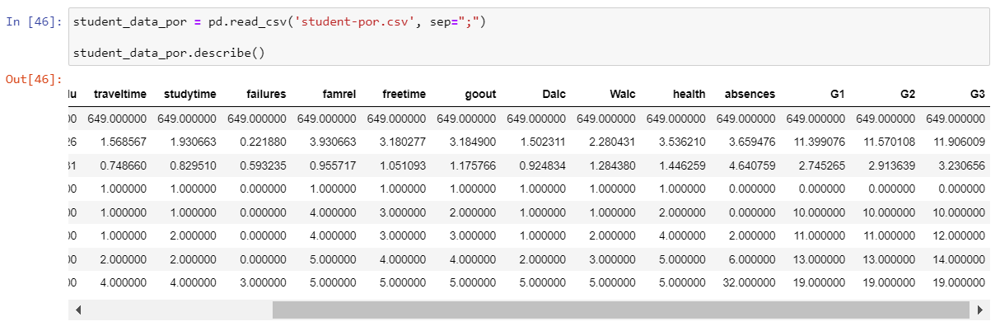 In [46]: student_data_por = pd.read_csv('student-por.csv', sep=";")
student_data_por.describe()
Out[46]:
lu traveltime studytime failures famrel freetime goout Dalc Walc health absences G1 G2 G3
00 649.000000 649.000000 649.000000 649.000000 649.000000 649.000000 649.000000 649.000000 649.000000 649.000000 649.000000 649.000000 649.000000
26 1.568567 1.930663 0.221880 3.930663 3.180277 3.184900 1.502311 2.280431 3.536210 3.659476 11.399076 11.570108 11.906009
31 0.748660 0.829510 0.593235 0.955717 1.051093 1.175766 0.924834 1.284380 1.446259 4.640759 2.745265 2.913639 3.230656
00 1.000000 1.000000 0.000000 1.000000 1.000000 1.000000 1.000000 1.000000 1.000000 0.000000 0.000000 0.000000 0.000000
00 1.000000 1.000000 0.000000 4.000000 3.000000 2.000000 1.000000 1.000000 2.000000 0.000000 10.000000 10.000000 10.000000
00 1.000000 2.000000 0.000000 4.000000 3.000000 3.000000 1.000000 2.000000 4.000000 2.000000 11.000000 11.000000 12.000000
00 2.000000 2.000000 0.000000 5.000000 4.000000 4.000000 2.000000 3.000000 5.000000 6.000000 13.000000 13.000000 14.000000
00 4.000000 4.000000 3.000000 5.000000 5.000000 5.000000 5.000000 5.000000 5.000000 32.000000 19.000000 19.000000 19.000000